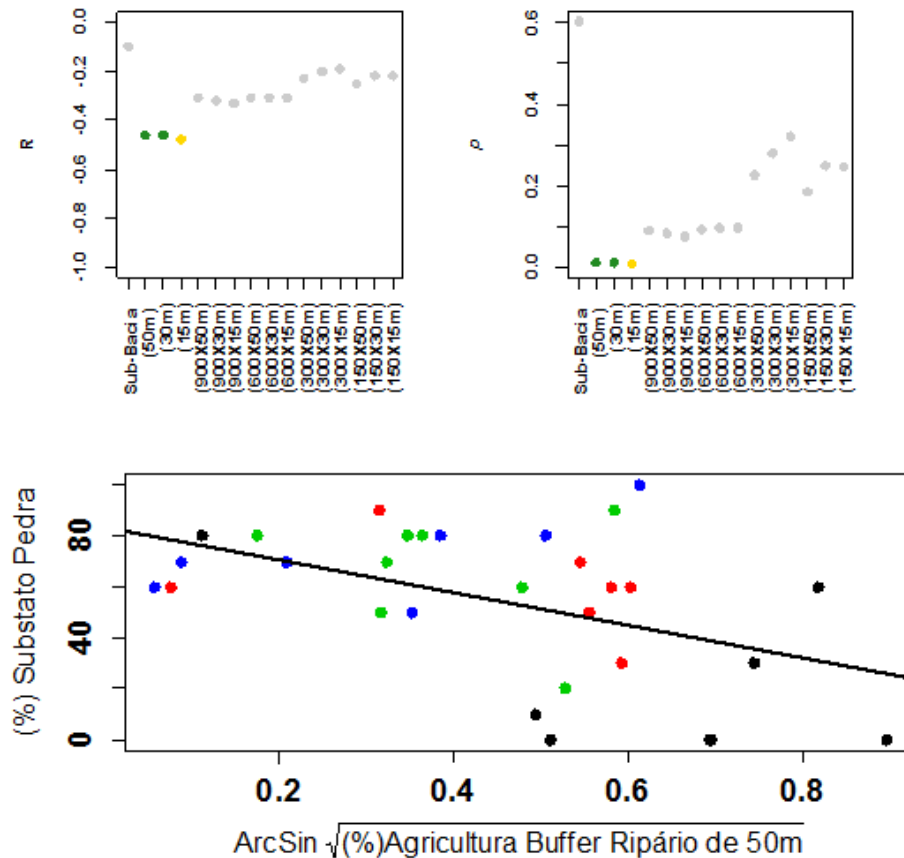 0.0
-0.2
-0.4
-0.6
-0.8
-1.0
R
Sub-Bacia
(50m)
(30m)
(15m)
(900X50m)
(900X30m)
(900X15m)
(600X50m)
(600X30m)
(600X15m)
(300X50m)
(300X30m)
(300X15m)
(150X50m)
(150X30m)
(150X15m)
0.6
0.4
0.2
0.0
p
Sub-Bacia
(50m)
(30m)
(15m)
(900X50m)
(900X30m)
(900X15m)
(600X50m)
(600X30m)
(600X15m)
(300X50m)
(300X30m)
(300X15m)
(150X50m)
(150X30m)
(150X15m)
(%) Substato Pedra
80
40
0
0.2 0.4 0.6 0.8
ArcSin √(%)Agricultura Buffer Ripário de 50m